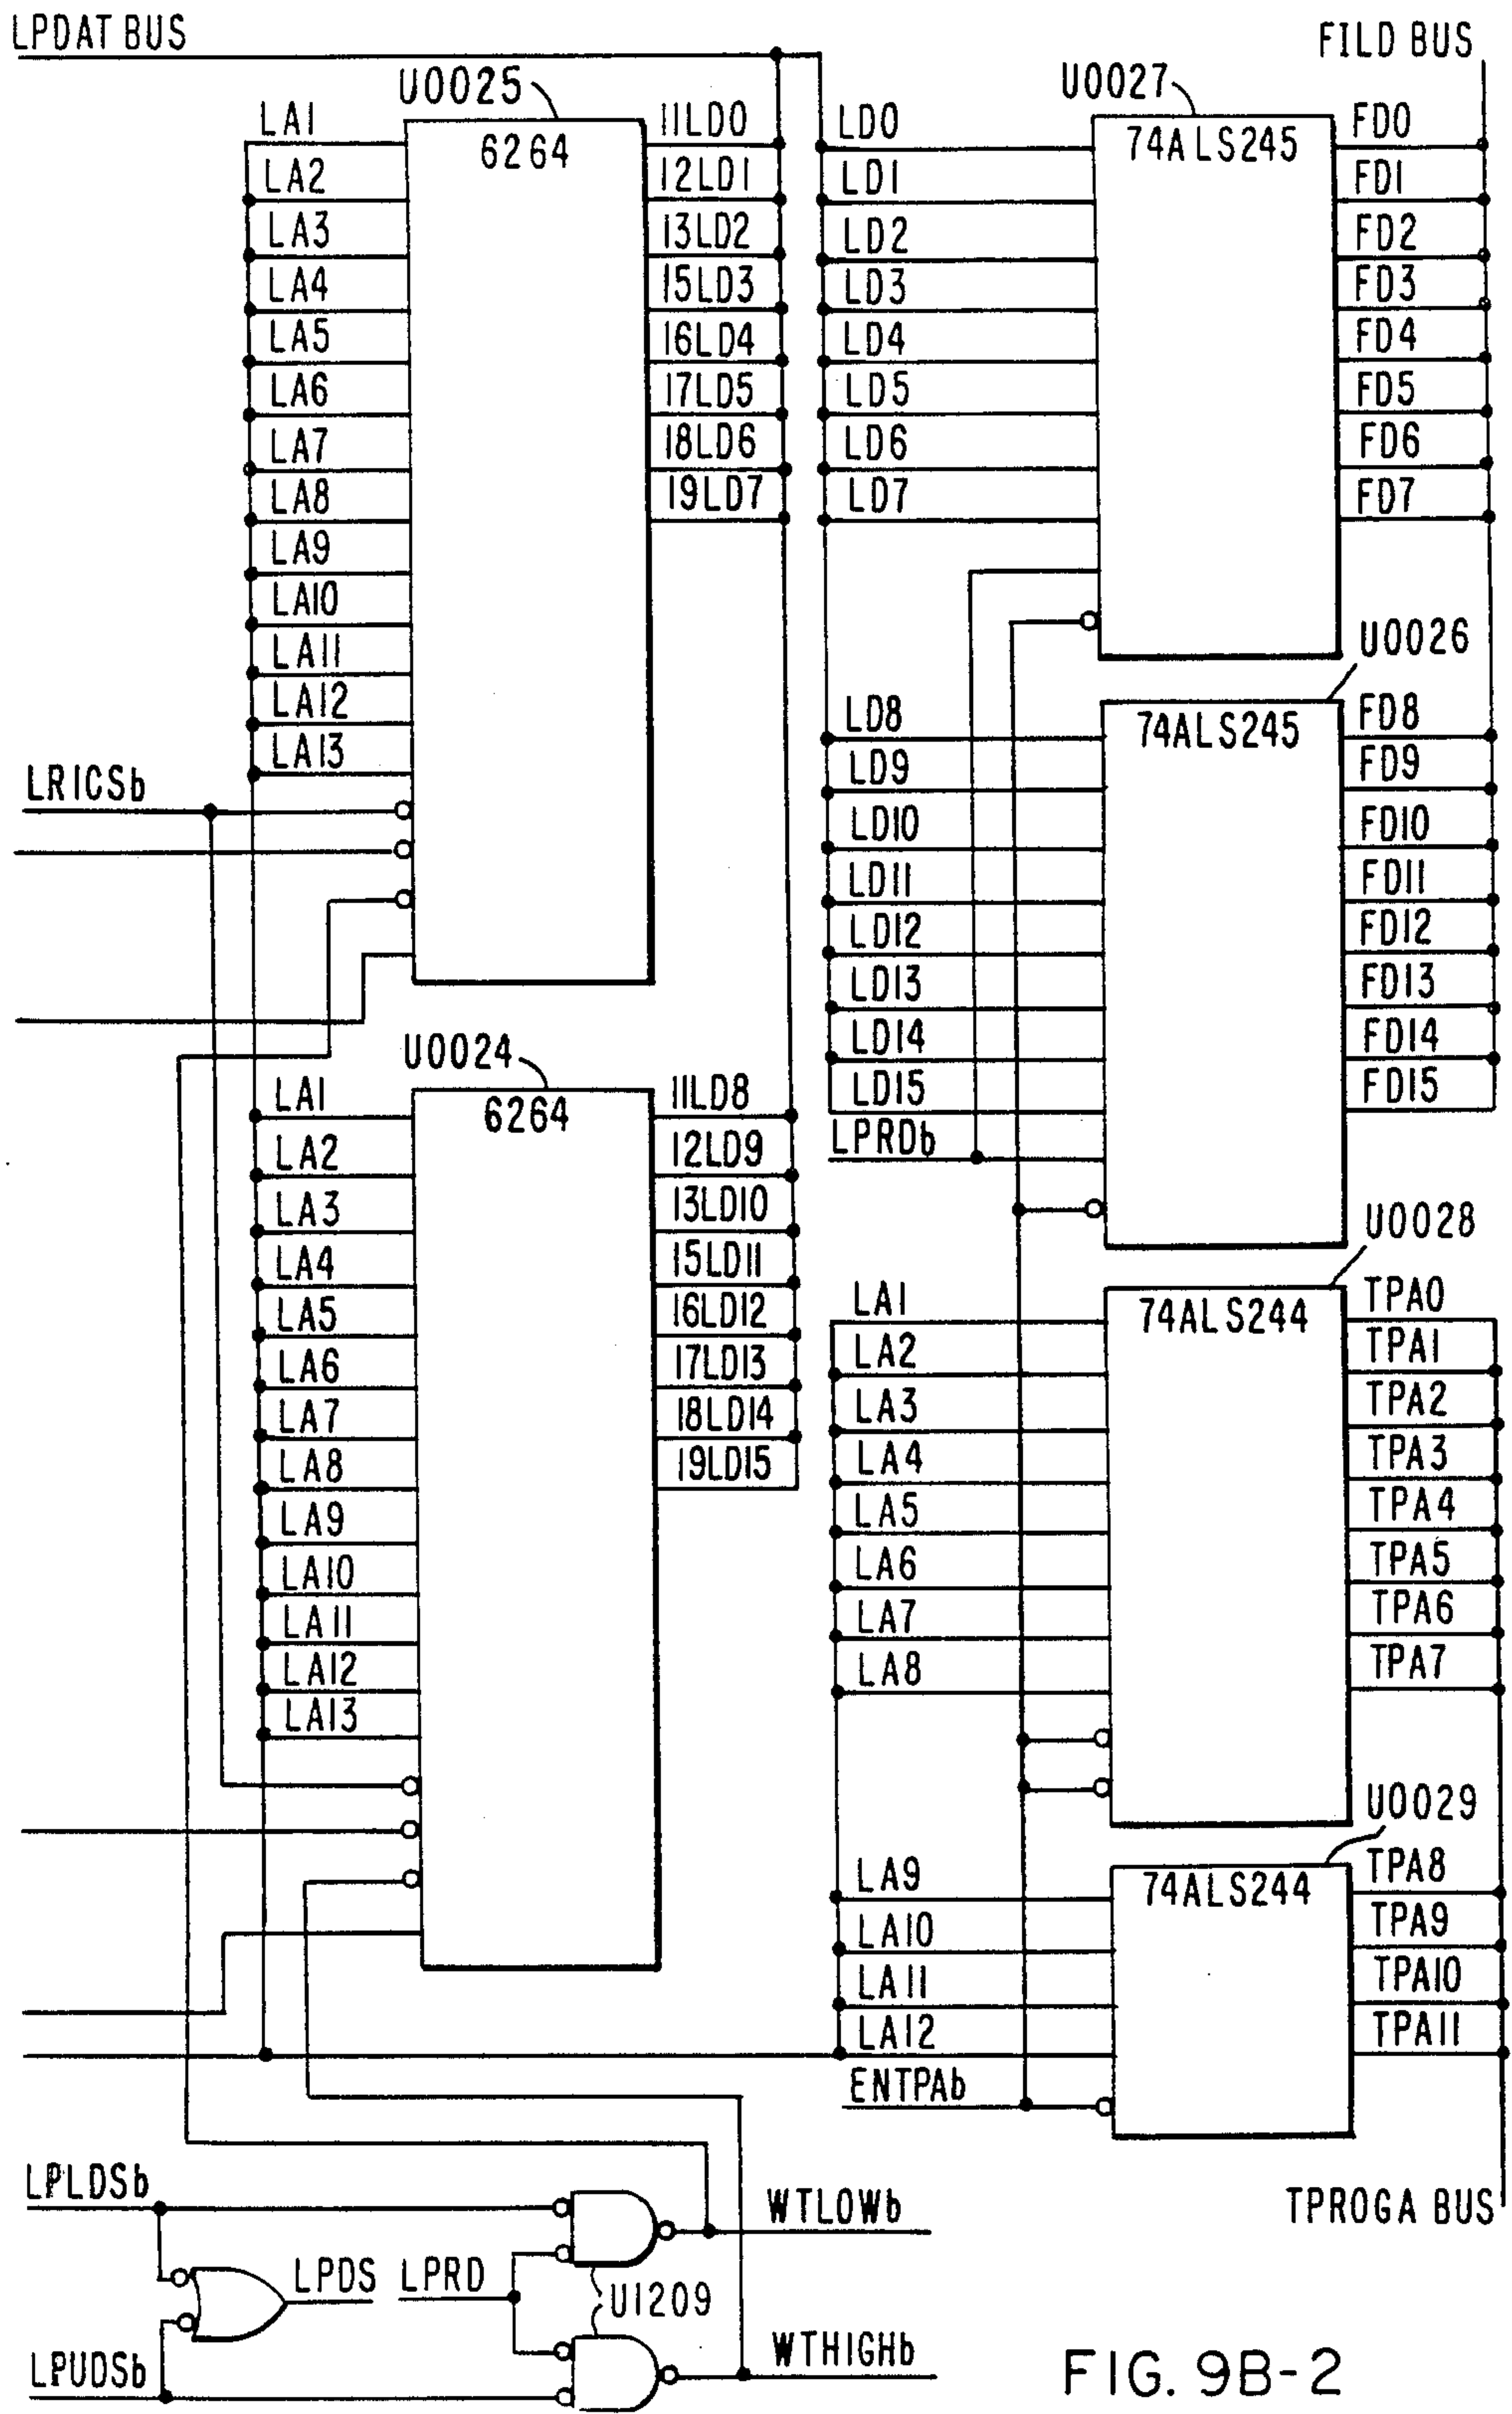 LPDAT BUS
FILD BUS
U0025
6264
LA1
LA2
LA3
LA4
LA5
LA6
LA7
LA8
LA9
LA10
LA11
LA12
LA13
LRICSb
11LD0
12LD1
13LD2
15LD3
16LD4
17LD5
18LD6
19LD7
U0027
74ALS245
LD0
LD1
LD2
LD3
LD4
LD5
LD6
LD7
FD0
FD1
FD2
FD3
FD4
FD5
FD6
FD7
U0026
74ALS245
LD8
LD9
LD10
LD11
LD12
LD13
LD14
LD15
LPRDb
FD8
FD9
FD10
FD11
FD12
FD13
FD14
FD15
U0024
6264
LA1
LA2
LA3
LA4
LA5
LA6
LA7
LA8
LA9
LA10
LA11
LA12
LA13
11LD8
12LD9
13LD10
15LD11
16LD12
17LD13
18LD14
19LD15
U0028
74ALS244
LA1
LA2
LA3
LA4
LA5
LA6
LA7
LA8
TPA0
TPA1
TPA2
TPA3
TPA4
TPA5
TPA6
TPA7
U0029
74ALS244
LA9
LA10
LA11
LA12
ENTPAb
TPA8
TPA9
TPA10
TPA11
TPROGA BUS
LPLDSb
LPUDSb
LPDS
LPRD
U1209
WTLOWb
WTHIGHb
FIG. 9B-2